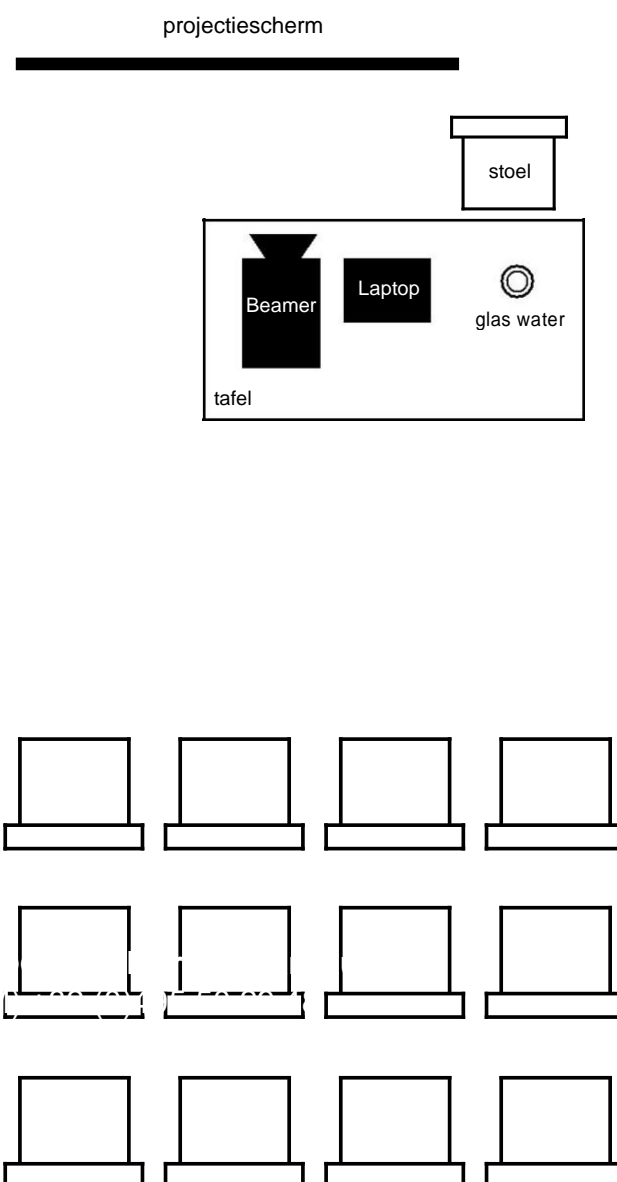 projectiescherm
stoel
Beamer
Laptop
glas water
tafel